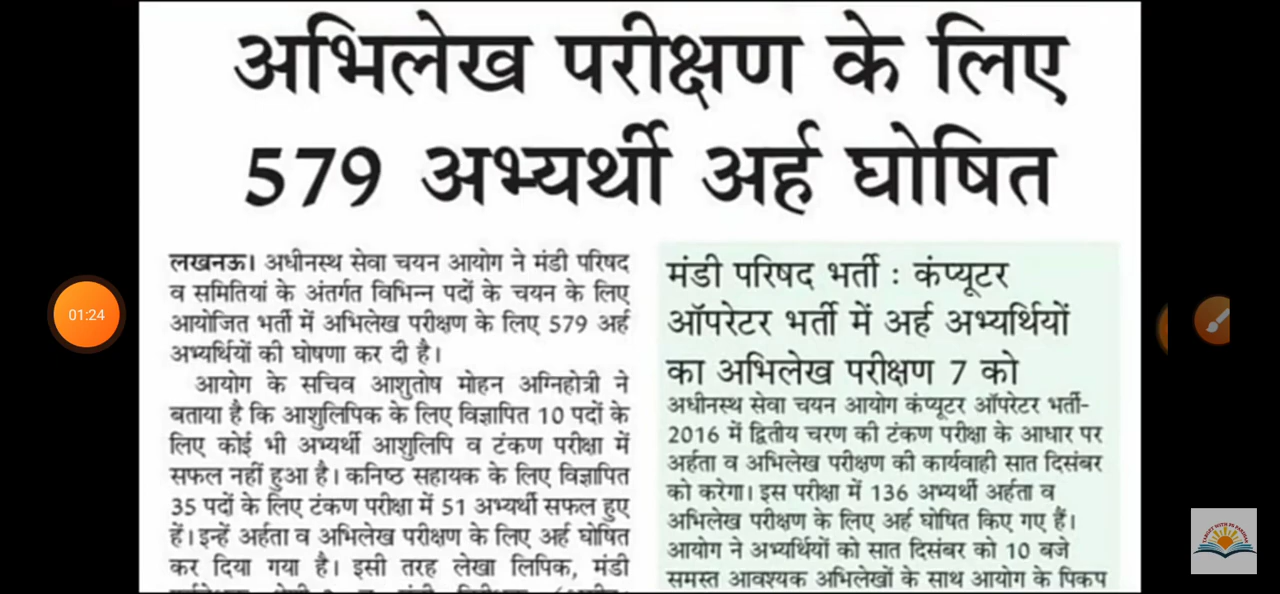 अभिलेख परीक्षण के लिए
579 अभ्यर्थी अर्ह घोषित
लखनऊ। अधीनस्थ सेवा चयन आयोग ने मंडी परिषद
व समितियां के अंतर्गत विभिन्न पदों के चयन के लिए
आयोजित भर्ती में अभिलेख परीक्षण के लिए 579 अर्ह
अभ्यर्थियों की घोषणा कर दी है।
आयोग के सचिव आशुतोष मोहन अग्निहोत्री ने
बताया है कि आशुलिपिक के लिए विज्ञापित 10 पदों के
लिए कोई भी अभ्यर्थी आशुलिपि व टंकण परीक्षा में
सफल नहीं हुआ है। कनिष्ठ सहायक के लिए विज्ञापित
35 पदों के लिए टंकण परीक्षा में 51 अभ्यर्थी सफल हुए
हैं। इन्हें अर्हता व अभिलेख परीक्षण के लिए अर्ह घोषित
कर दिया गया है। इसी तरह लेखा लिपिक, मंडी
मंडी परिषद भर्ती : कंप्यूटर
ऑपरेटर भर्ती में अर्ह अभ्यर्थियों
का अभिलेख परीक्षण 7 को
अधीनस्थ सेवा चयन आयोग कंप्यूटर ऑपरेटर भर्ती-
2016 में द्वितीय चरण की टंकण परीक्षा के आधार पर
अर्हता व अभिलेख परीक्षण की कार्यवाही सात दिसंबर
को करेगा। इस परीक्षा में 136 अभ्यर्थी अर्हता व
अभिलेख परीक्षण के लिए अर्ह घोषित किए गए हैं।
आयोग ने अभ्यर्थियों को सात दिसंबर को 10 बजे
समस्त आवश्यक अभिलेखों के साथ आयोग के पिकप
01:24